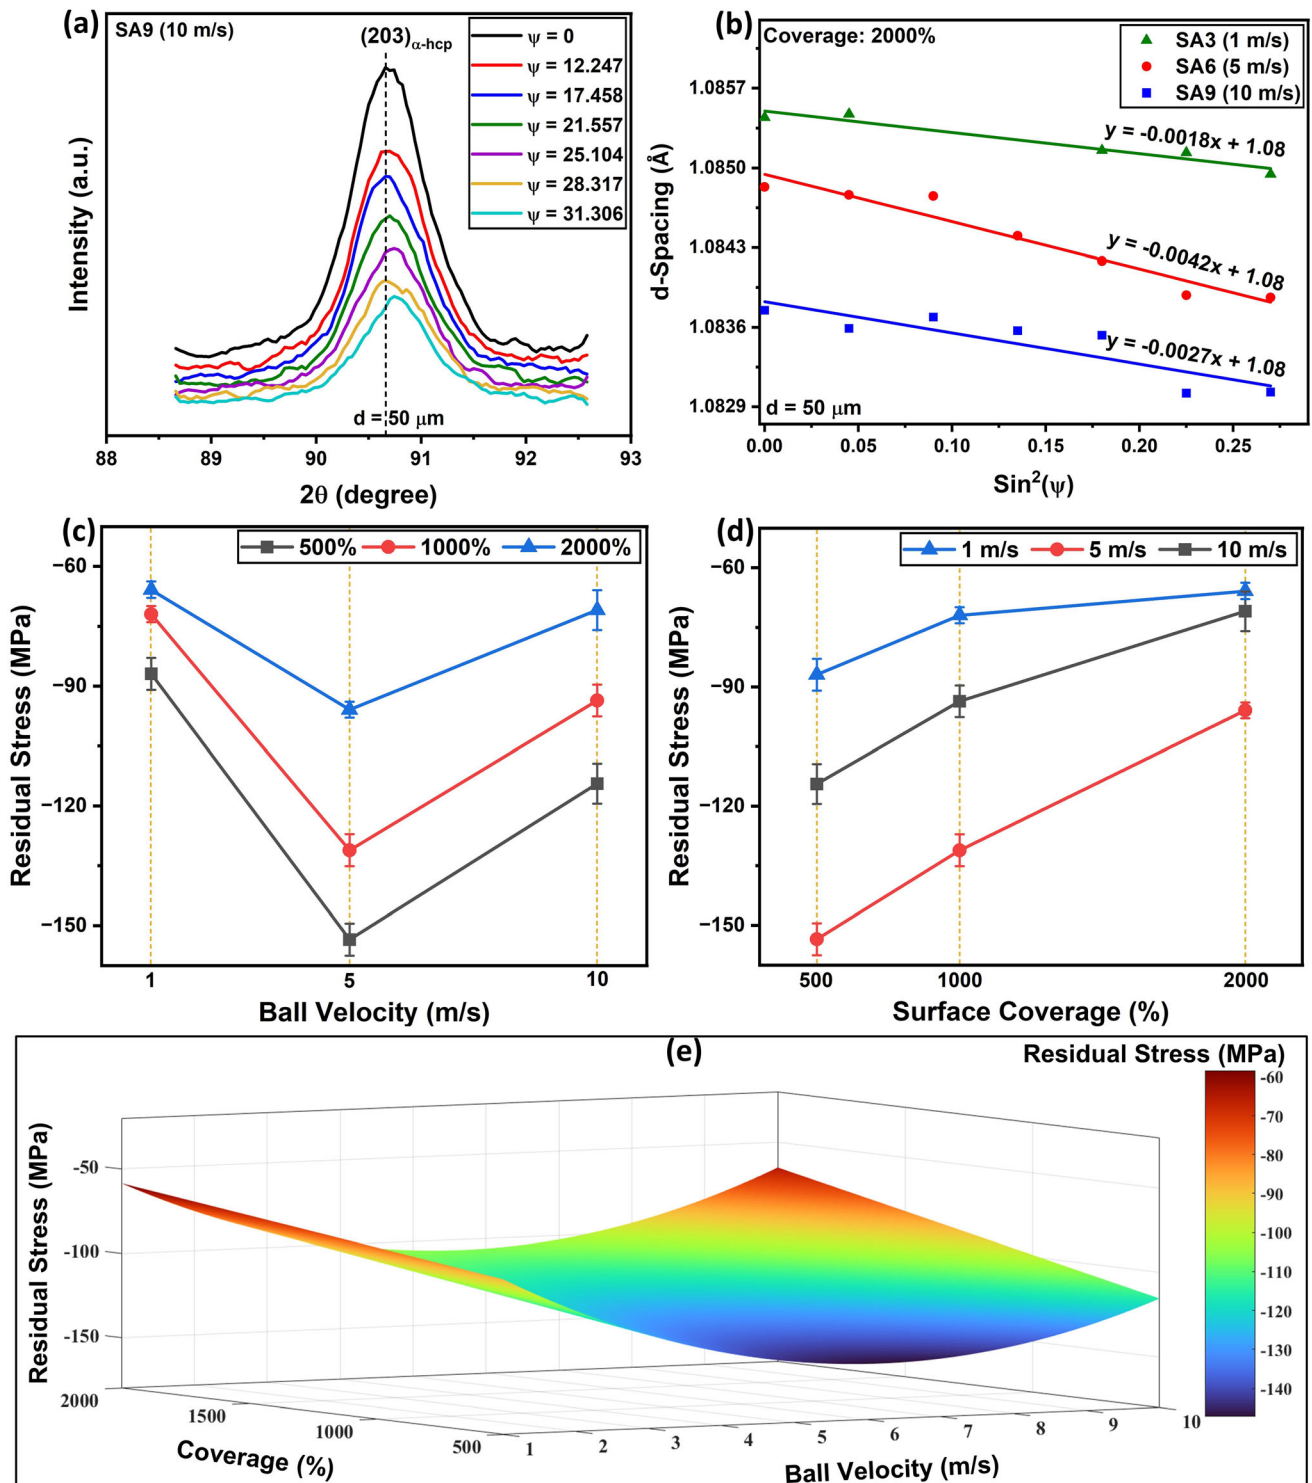 (a)
SA9 (10 m/s)
(203)α-hcp
ψ = 0
ψ = 12.247
ψ = 17.458
ψ = 21.557
ψ = 25.104
ψ = 28.317
ψ = 31.306
Intensity (a.u.)
d = 50 μm
88 89 90 91 92 93
2θ (degree)
(b)
Coverage: 2000%
SA3 (1 m/s)
SA6 (5 m/s)
SA9 (10 m/s)
1.0857
1.0850
1.0843
1.0836
1.0829
d-Spacing (Å)
y = -0.0018x + 1.08
y = -0.0042x + 1.08
y = -0.0027x + 1.08
d = 50 μm
0.00 0.05 0.10 0.15 0.20 0.25
Sin²(ψ)
(c)
500% 1000% 2000%
−60
−90
−120
−150
Residual Stress (MPa)
1 5 10
Ball Velocity (m/s)
(d)
1 m/s 5 m/s 10 m/s
−60
−90
−120
−150
Residual Stress (MPa)
500 1000 2000
Surface Coverage (%)
(e)
Residual Stress (MPa)
-60
-70
-80
-90
-100
-110
-120
-130
-140
Residual Stress (MPa)
-50
-100
-150
2000
1500
1000
500
Coverage (%)
1 2 3 4 5 6 7 8 9 10
Ball Velocity (m/s)